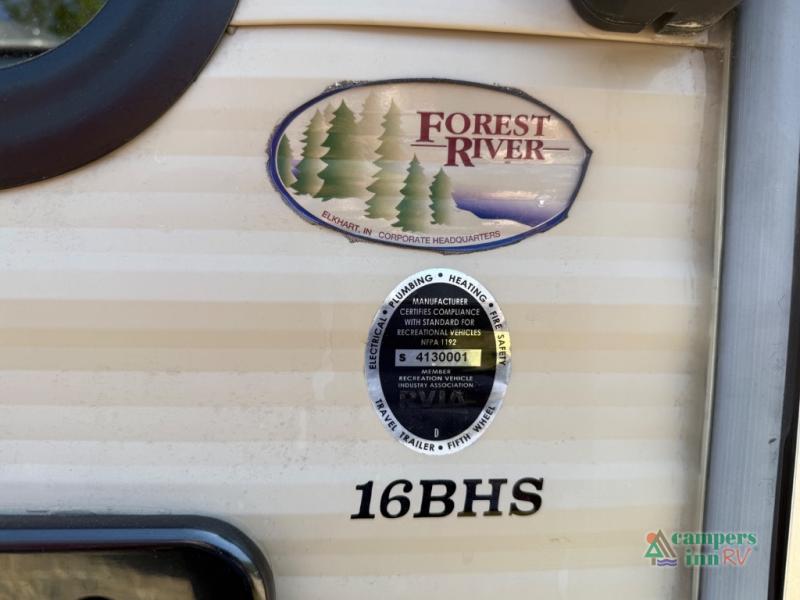 FOREST
RIVER
ELKHART, IN CORPORATE HEADQUARTERS
ELECTRICAL • PLUMBING • HEATING • FIRE SAFETY
MANUFACTURER
CERTIFIES COMPLIANCE
WITH STANDARD FOR
RECREATIONAL VEHICLES
NFPA 1192
S 4130001
MEMBER
RECREATION VEHICLE
INDUSTRY ASSOCIATION
RVIA
D
TRAVEL TRAILER • FIFTH WHEEL
16BHS
campers
inn RV